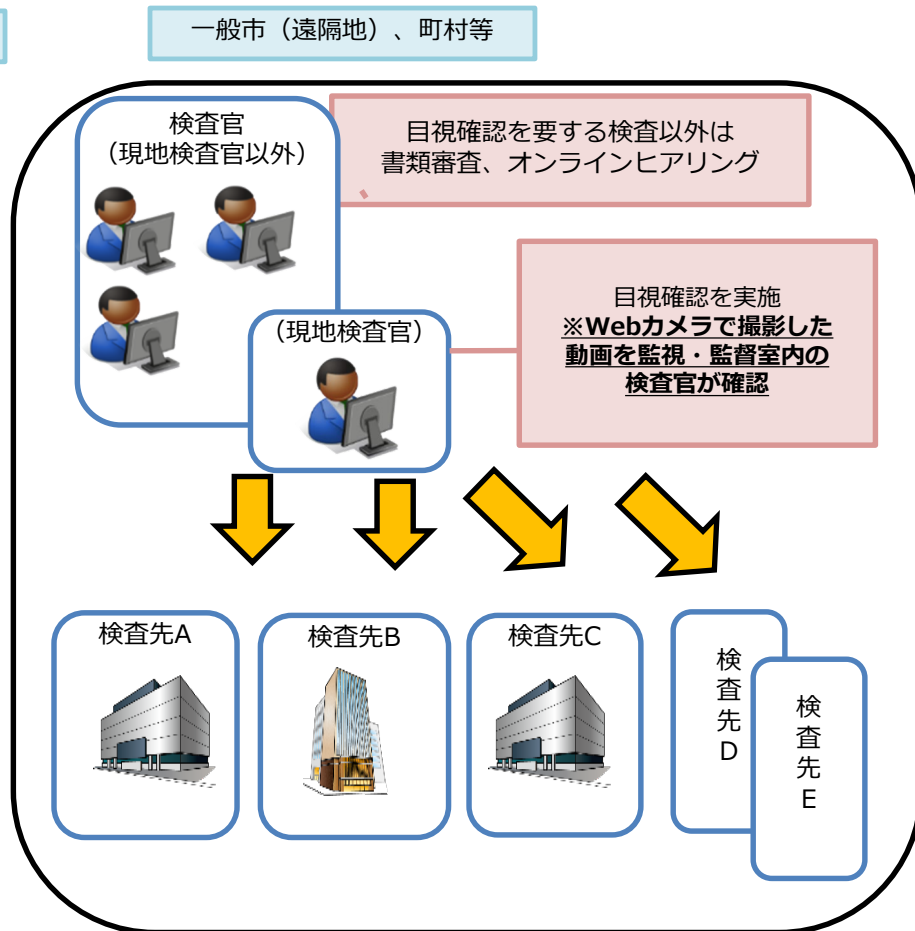 一般市（遠隔地）、町村等
検査官
（現地検査官以外）
目視確認を要する検査以外は
書類審査、オンラインヒアリング
（現地検査官）
目視確認を実施
※Webカメラで撮影した
動画を監視・監督室内の
検査官が確認
検査先A
検査先B
検査先C
検査先D
検査先E